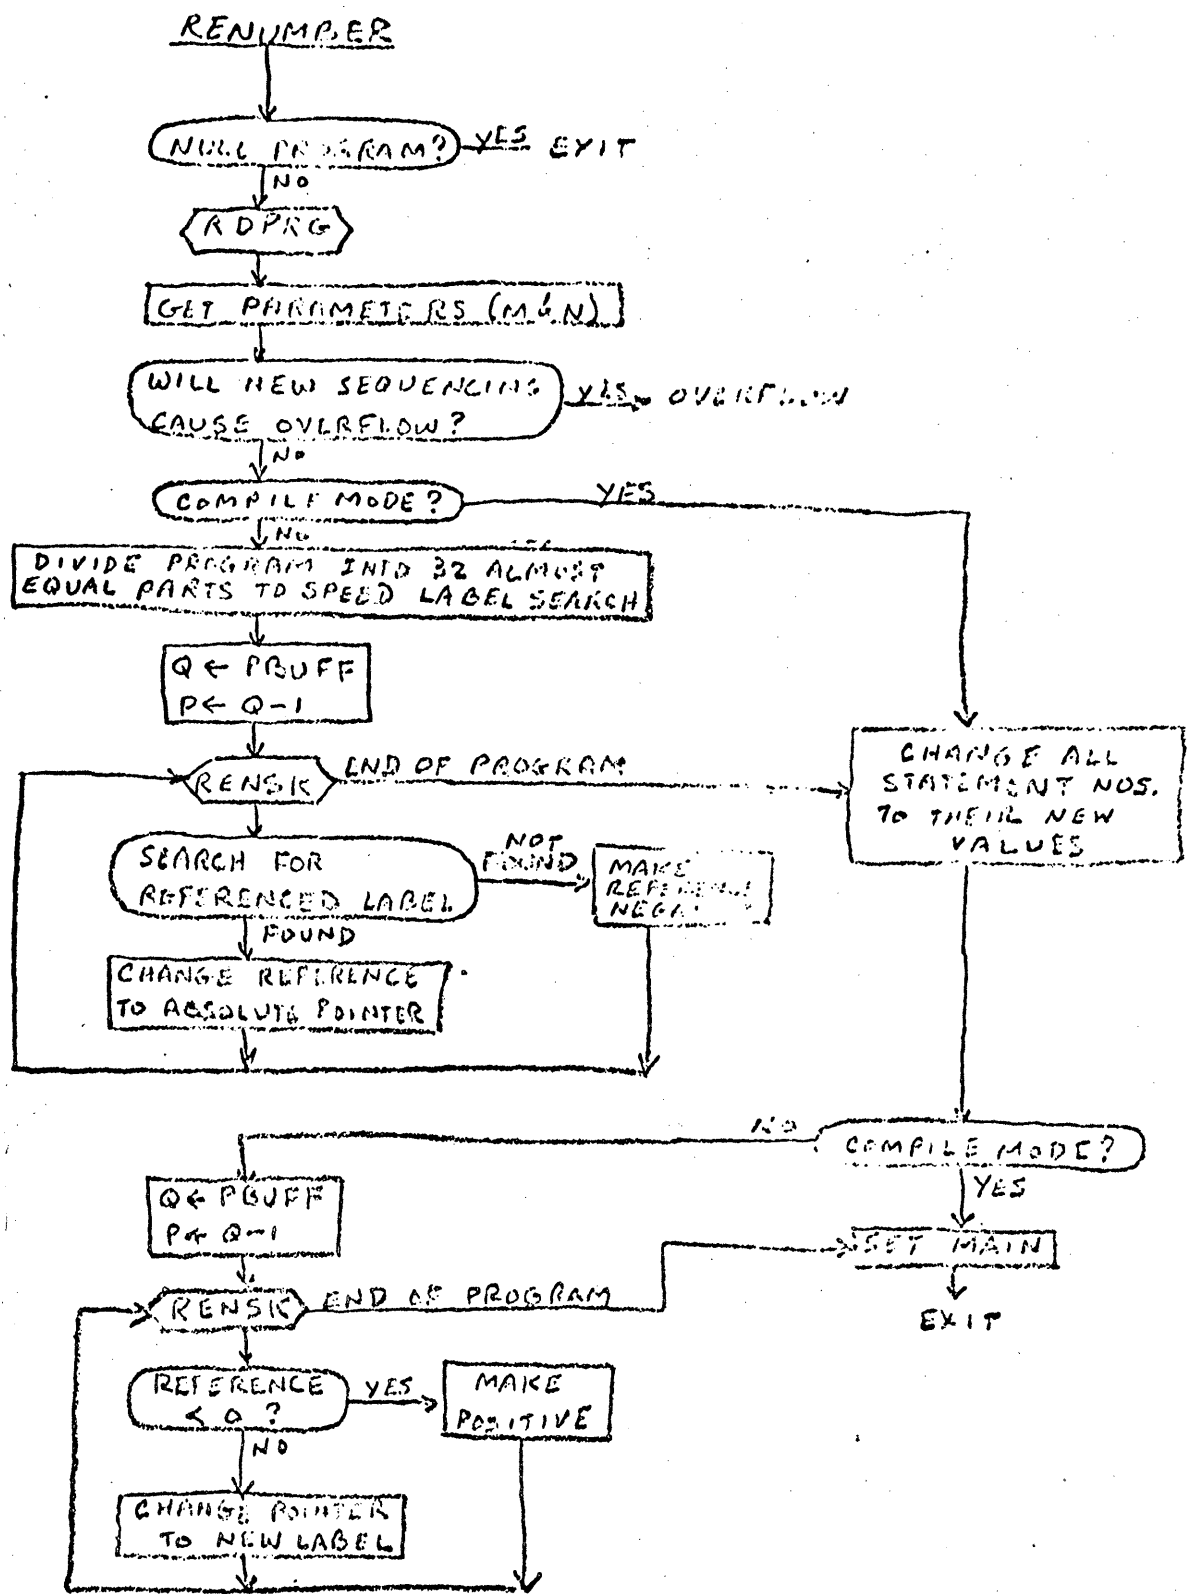 RENUMBER
NULL PROGRAM?
YES
EXIT
NO
RDPRG
GET PARAMETERS (M & N)
WILL NEW SEQUENCING
CAUSE OVERFLOW?
YES
OVERFLOW
NO
COMPILE MODE?
YES
NO
DIVIDE PROGRAM INTO 32 ALMOST
EQUAL PARTS TO SPEED LABEL SEARCH
Q ← PBUFF
P ← Q-1
RENSK
END OF PROGRAM
CHANGE ALL
STATEMENT NOS.
TO THEIR NEW
VALUES
SEARCH FOR
REFERENCED LABEL
NOT
FOUND
MAKE
REFERENCE
NEGA
FOUND
CHANGE REFERENCE
TO ABSOLUTE POINTER
NO
COMPILE MODE?
YES
Q ← PBUFF
P ← Q-1
SET MAIN
EXIT
RENSK
END OF PROGRAM
REFERENCE
< 0 ?
YES
MAKE
POSITIVE
NO
CHANGE POINTER
TO NEW LABEL